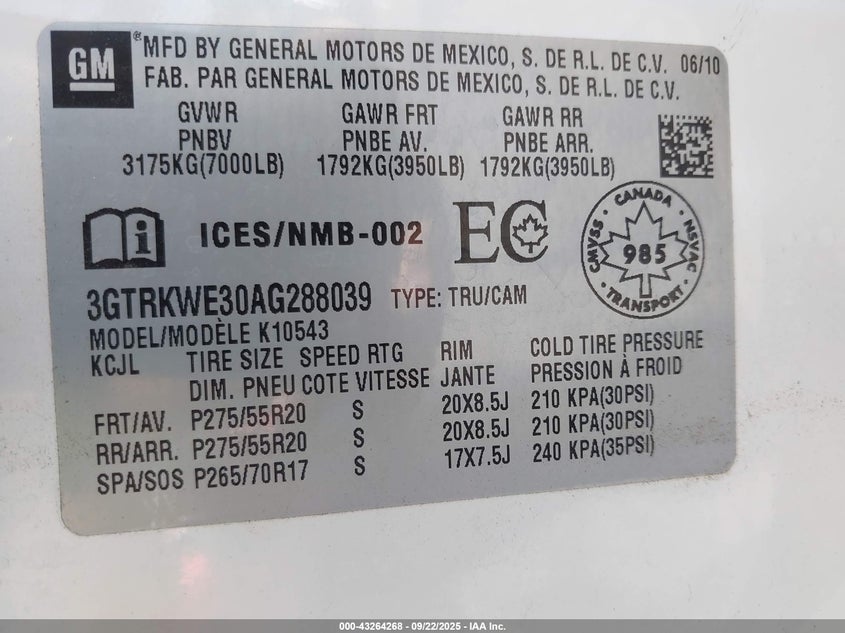 GM
® MFD BY GENERAL MOTORS DE MEXICO, S. DE R.L. DE C.V. 06/10
FAB. PAR GENERAL MOTORS DE MEXICO, S. DE R.L. DE C.V.
GVWR GAWR FRT GAWR RR
PNBV PNBE AV. PNBE ARR.
3175KG(7000LB) 1792KG(3950LB) 1792KG(3950LB)
i ICES/NMB-002 EC
CANADA
CMVSS 985 NSVAC
TRANSPORT
3GTRKWE30AG288039 TYPE: TRU/CAM
MODEL/MODÈLE K10543
KCJL TIRE SIZE SPEED RTG RIM COLD TIRE PRESSURE
DIM. PNEU COTE VITESSE JANTE PRESSION À FROID
FRT/AV. P275/55R20 S 20X8.5J 210 KPA(30PSI)
RR/ARR. P275/55R20 S 20X8.5J 210 KPA(30PSI)
SPA/SOS P265/70R17 S 17X7.5J 240 KPA(35PSI)
000-43264268 - 09/22/2025 - IAA Inc.